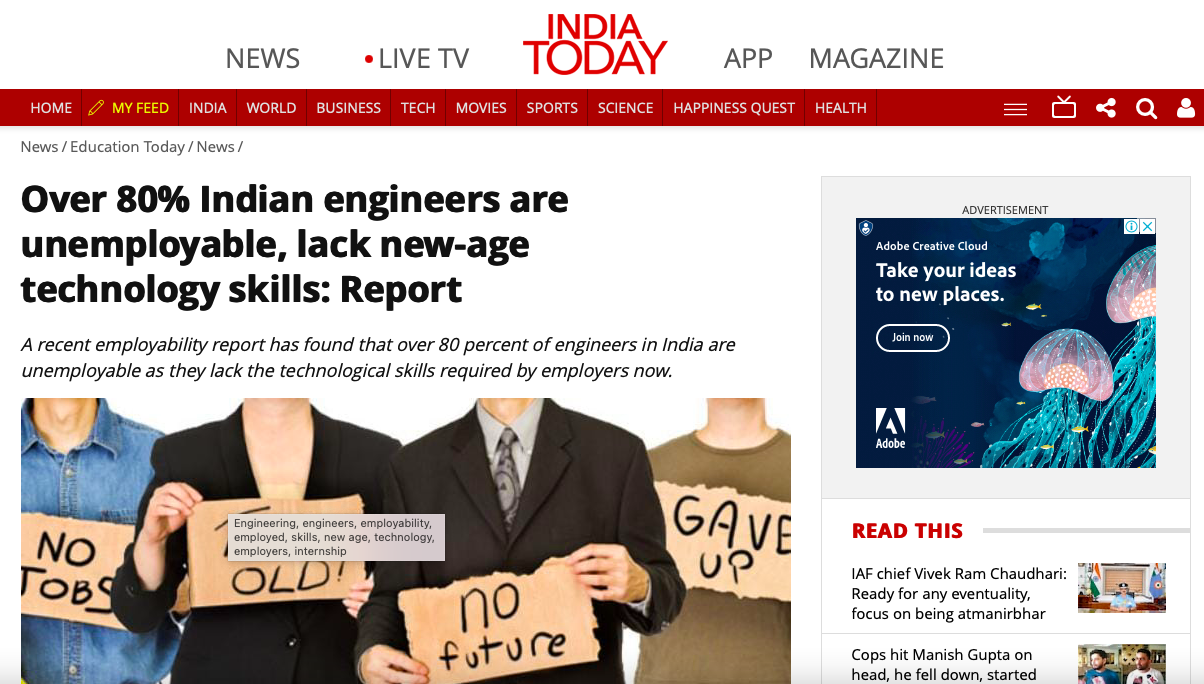 INDIA
TODAY
NEWS
LIVE TV
APP
MAGAZINE
HOME
MY FEED
INDIA
WORLD
BUSINESS
TECH
MOVIES
SPORTS
SCIENCE
HAPPINESS QUEST
HEALTH
News / Education Today / News /
Over 80% Indian engineers are
unemployable, lack new-age
technology skills: Report
A recent employability report has found that over 80 percent of engineers in India are
unemployable as they lack the technological skills required by employers now.
NO
JOBS
Engineering, engineers, employability,
employed, skills, new age, technology,
employers, internship
OLD!
NO
future
GAVE
UP
ADVERTISEMENT
Adobe Creative Cloud
Take your ideas
to new places.
Join now
Adobe
READ THIS
IAF chief Vivek Ram Chaudhari:
Ready for any eventuality,
focus on being atmanirbhar
Cops hit Manish Gupta on
head, he fell down, started